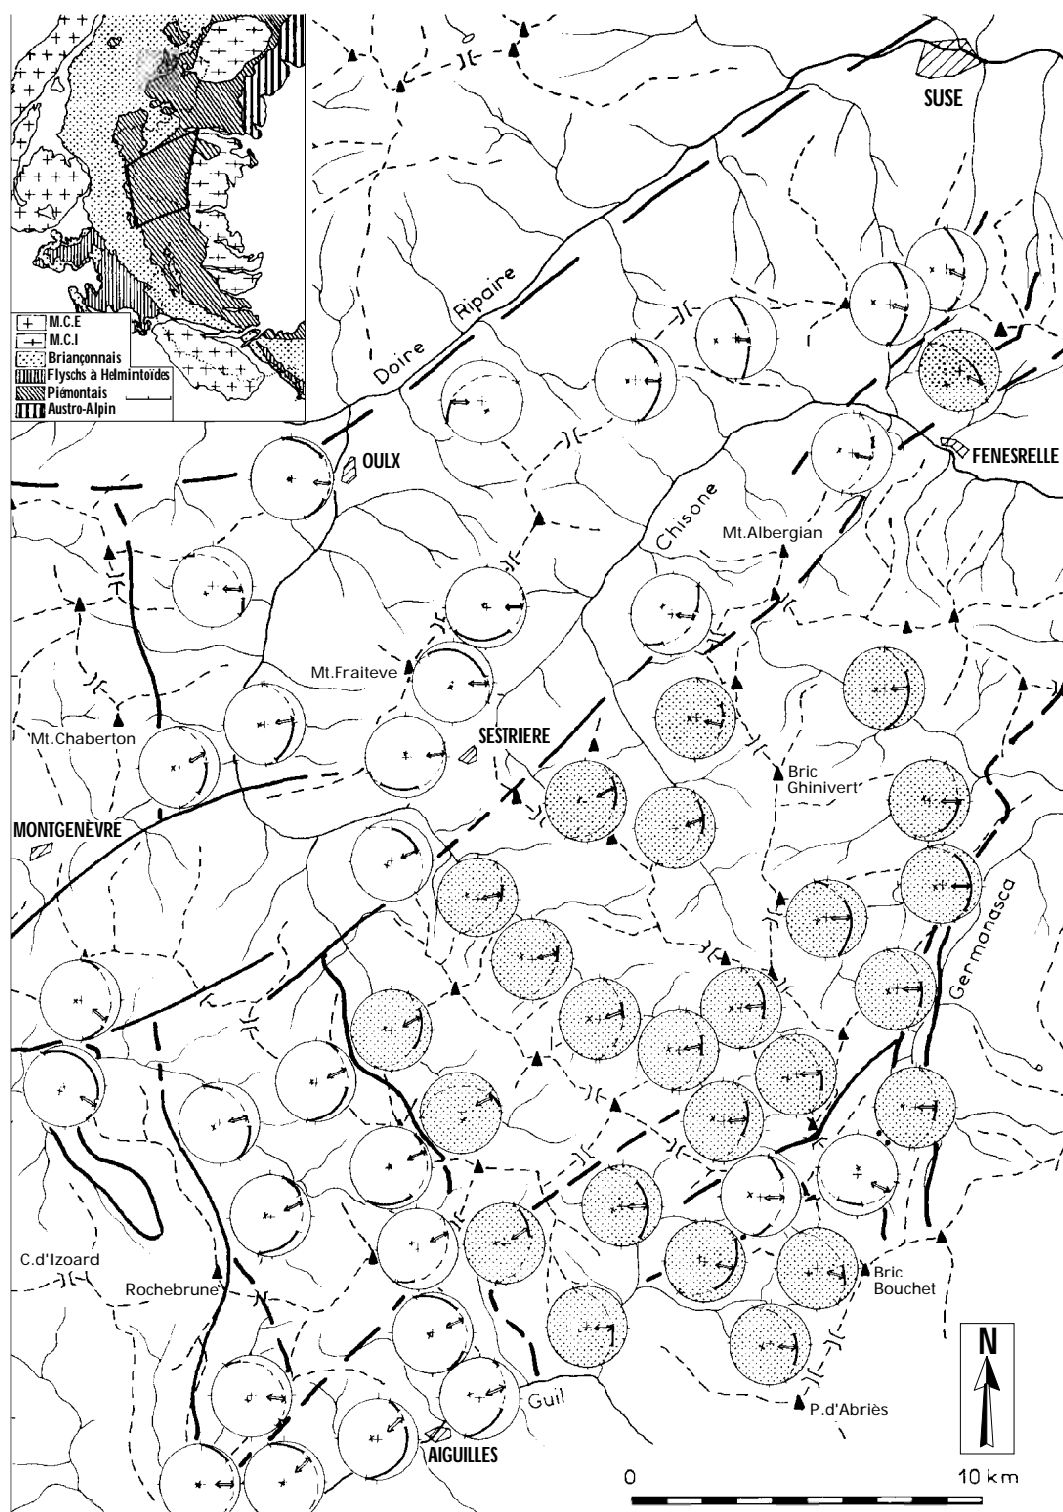 M.C.E
M.C.I
Briançonnais
Flyschs à Helmintoïdes
Piémontais
Austro-Alpin
SUSE
Doire Ripaire
OULX
FENESRELLE
Chisone
Mt.Albergian
Mt.Fraiteve
Mt.Chaberton
SESTRIERE
Bric
Ghinivert
MONTGENÈVRE
Germanasca
C.d'Izoard
Rochebrune
Bric
Bouchet
Guil
P.d'Abriès
AIGUILLES
N
0 10 km